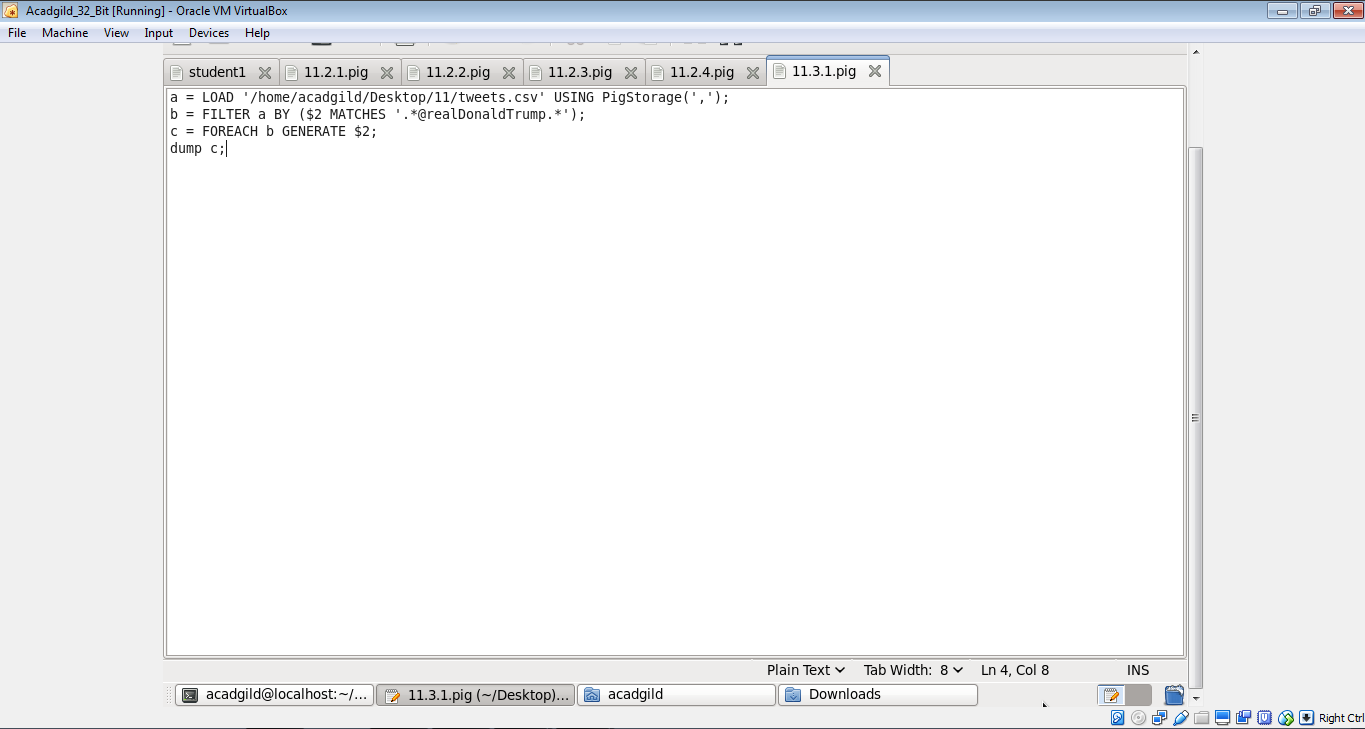 Acadgild_32_Bit [Running] - Oracle VM VirtualBox
File Machine View Input Devices Help
student1 11.2.1.pig 11.2.2.pig 11.2.3.pig 11.2.4.pig 11.3.1.pig
a = LOAD '/home/acadgild/Desktop/11/tweets.csv' USING PigStorage(',');
b = FILTER a BY ($2 MATCHES '.*@realDonaldTrump.*');
c = FOREACH b GENERATE $2;
dump c;
Plain Text Tab Width: 8 Ln 4, Col 8 INS
acadgild@localhost:~/... 11.3.1.pig (~/Desktop)... acadgild Downloads
Right Ctrl